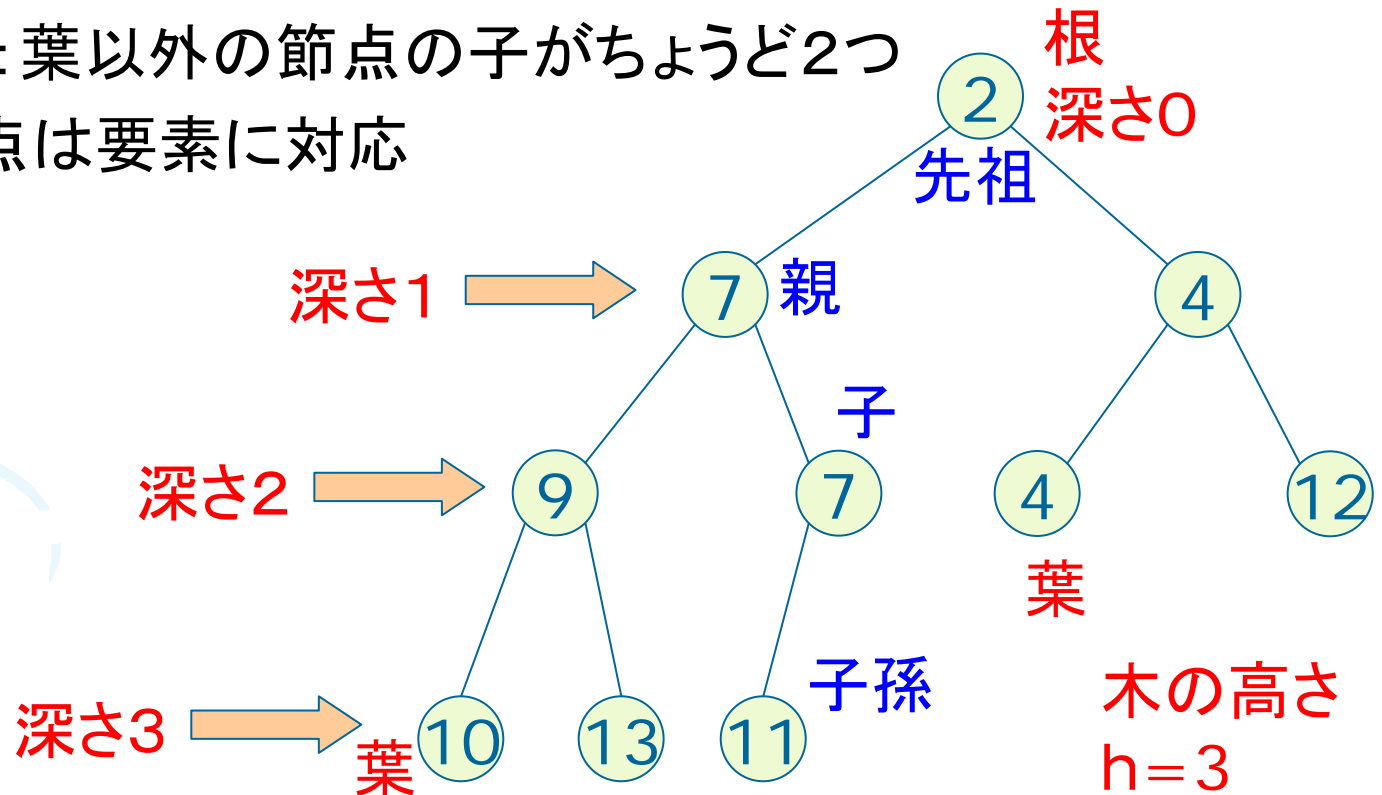 ：葉以外の節点の子がちょうど２つ
点は要素に対応
根
深さ0
2
先祖
深さ1
7
親
4
子
深さ2
9
7
4
12
葉
子孫
深さ3
葉
10
13
11
木の高さ
h=3